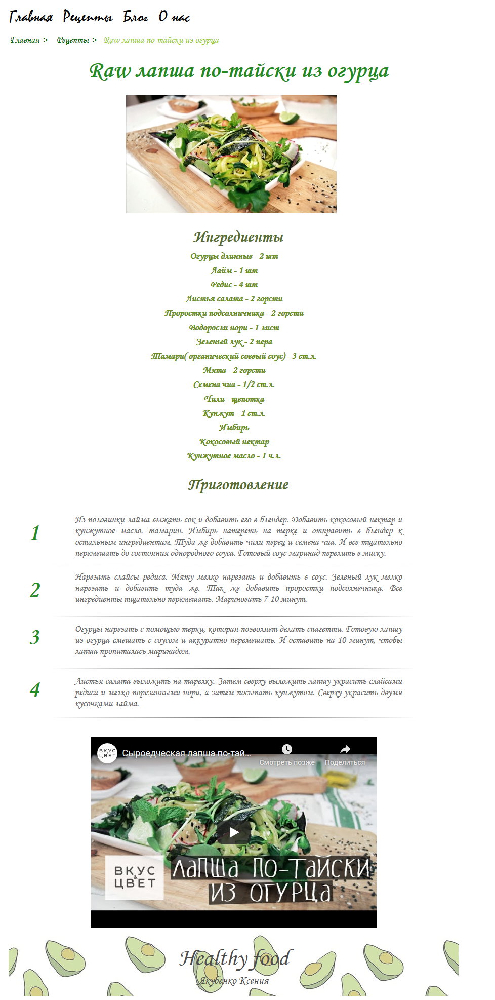 Главная Рецепты Блог О нас
Главная > Рецепты > Raw лапша по-тайски из огурца
Raw лапша по-тайски из огурца
Ингредиенты
Огурцы длинные - 2 шт
Лайм - 1 шт
Редис - 4 шт
Листья салата - 2 горсти
Проростки подсолничника - 2 горсти
Водоросли нори - 1 лист
Зеленый лук - 2 пера
Тамари( органический соевый соус) - 3 ст.л.
Мята - 2 горсти
Семена чиа - 1/2 ст.л.
Чили - щепотка
Кунжут - 1 ст.л.
Имбирь
Кокосовый нектар
Кунжутное масло - 1 ч.л.
Приготовление
1
Из половинки лайма выжать сок и добавить его в блендер. Добавить кокосовый нектар и
кунжутное масло, тамарин. Имбирь натереть на терке и отправить в блендер к
остальным ингредиентам. Туда же добавить чили перец и семена чиа. И все тщательно
перемешать до состояния однородного соуса. Готовый соус-маринад перелить в миску.
2
Нарезать слайсы редиса. Мяту мелко нарезать и добавить в соус. Зеленый лук мелко
нарезать и добавить туда же. Так же добавить проростки подсолнечника. Все
ингредиенты тщательно перемешать. Мариновать 7-10 минут.
3
Огурцы нарезать с помощью терки, которая позволяет делать спагетти. Готовую лапшу
из огурца смешать с соусом и аккуратно перемешать. И оставить на 10 минут, чтобы
лапша пропиталась маринадом.
4
Листья салата выложить на тарелку. Затем сверху выложить лапшу украсить слайсами
редиса и мелко порезанными нори, а затем посыпать кунжутом. Сверху украсить двумя
кусочками лайма.
ВКУС & ЦВЕТ
Сыроедческая лапша по-тай...
Смотреть позже Поделиться
ВКУС
&
ЦВЕТ
ЛАПША ПО-ТАЙСКИ
ИЗ ОГУРЦА
Healthy food
Якубенко Ксения